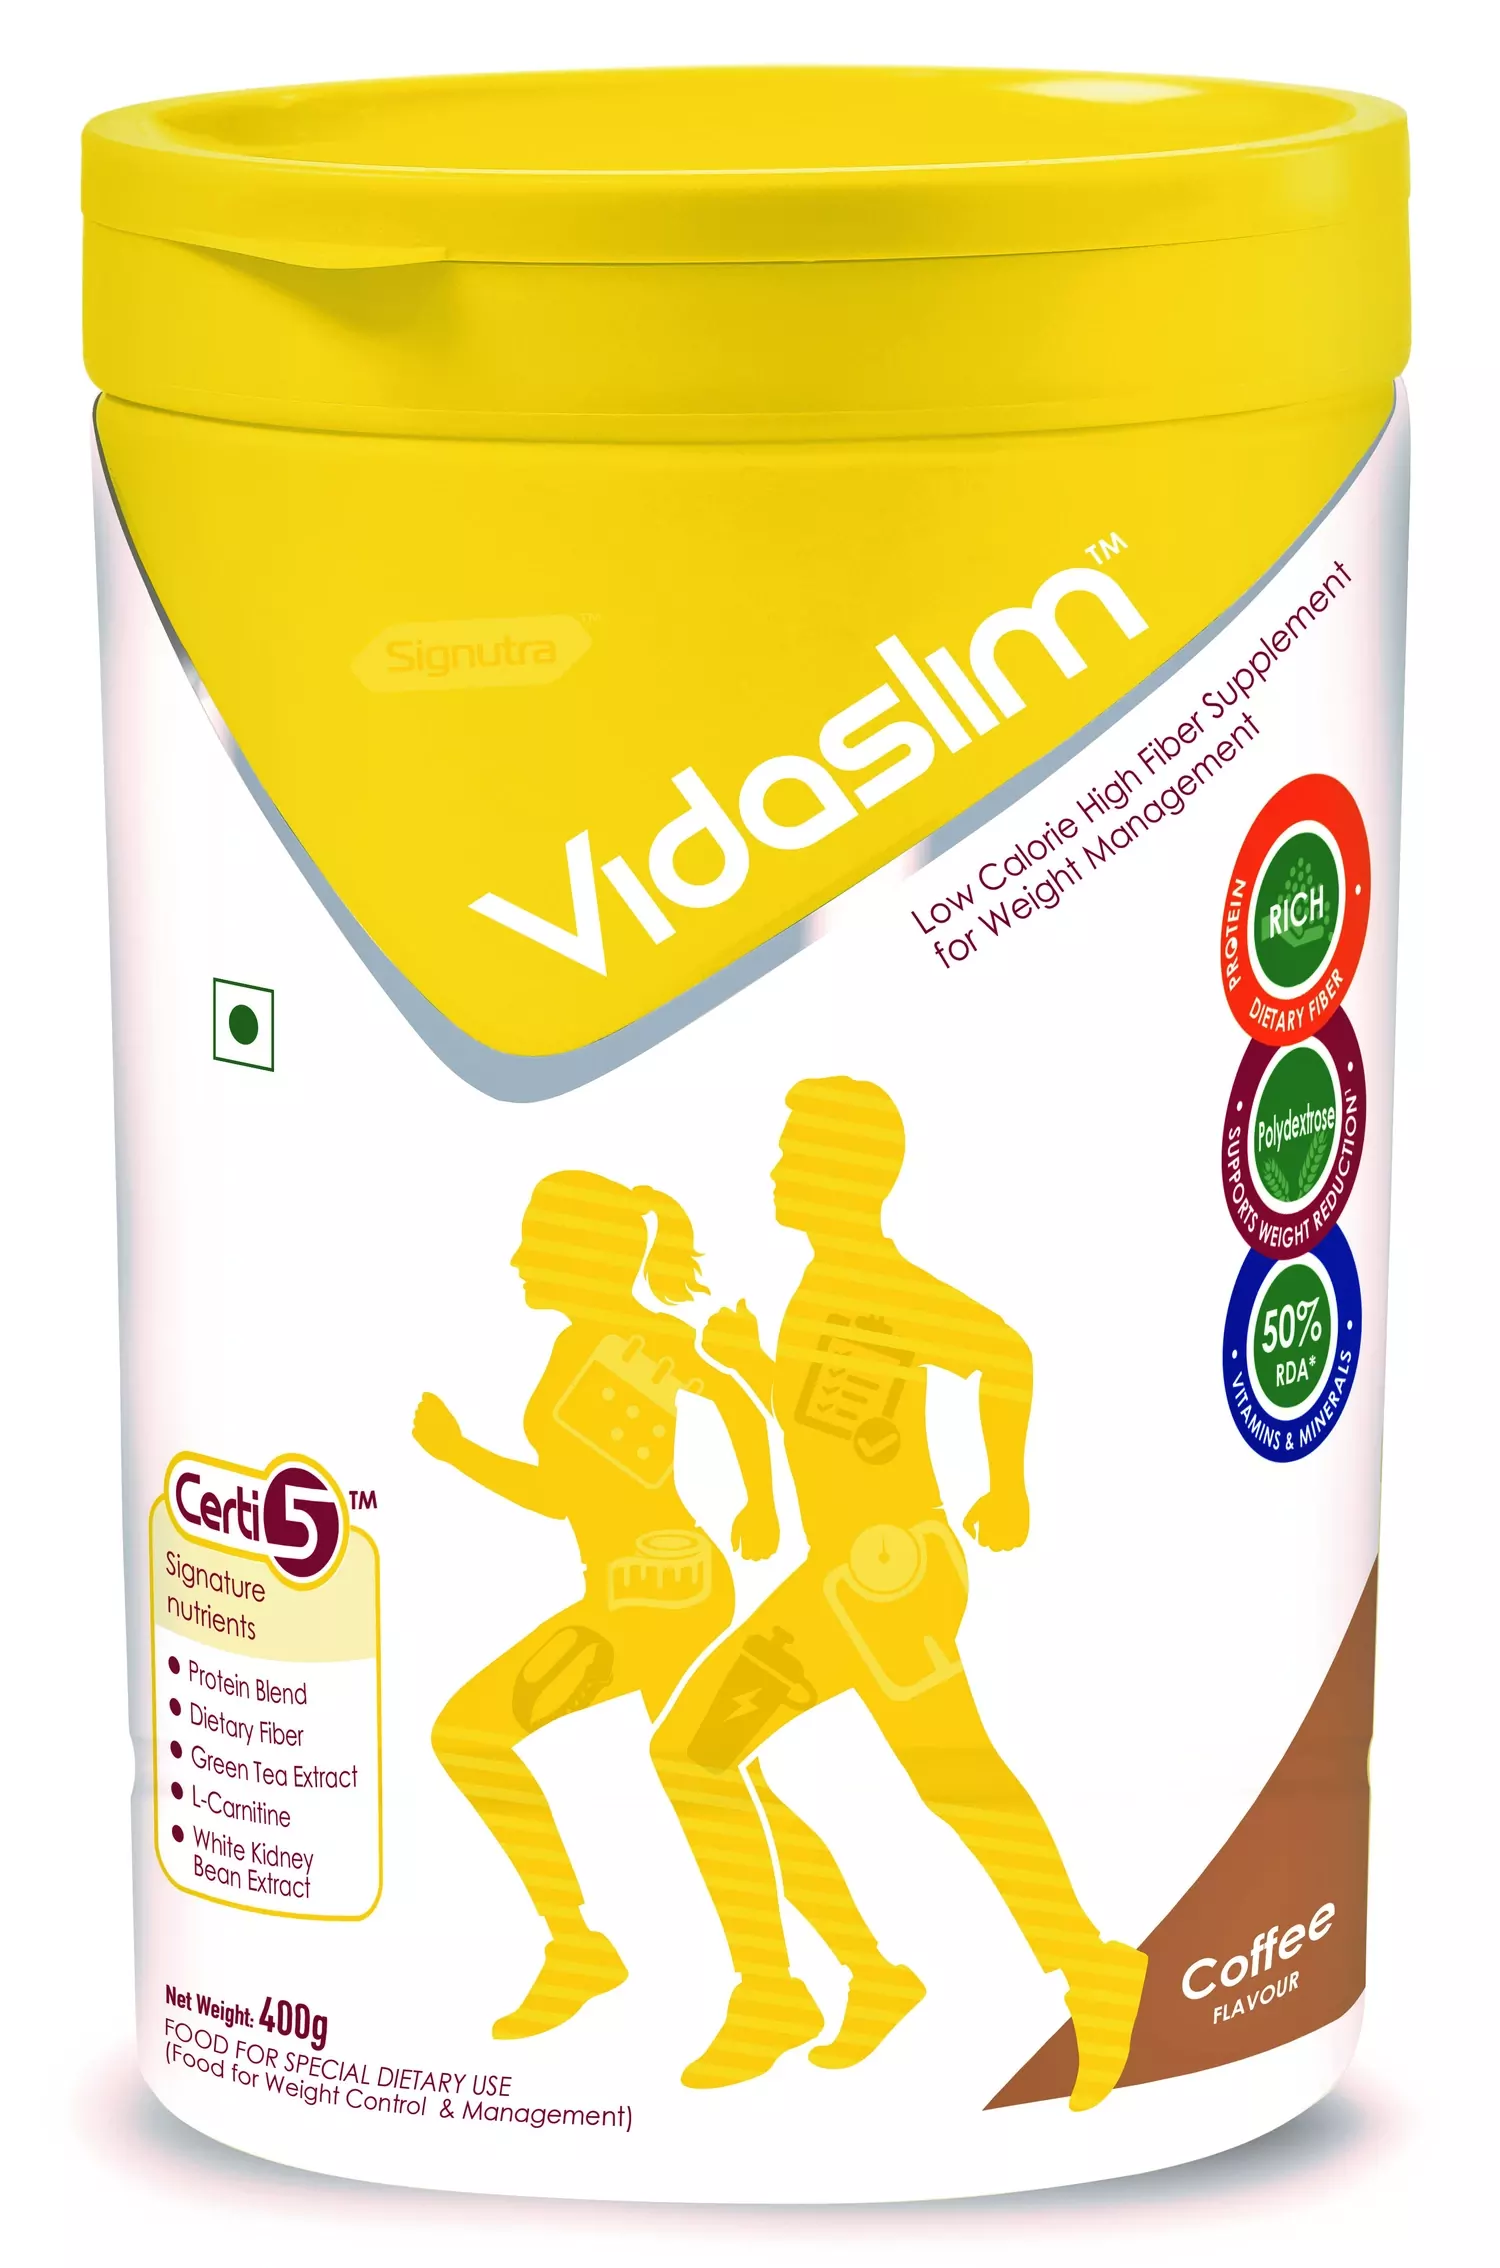 Signutra™
Vidaslim™
Low Calorie High Fiber Supplement
for Weight Management
PROTEIN
RICH
DIETARY FIBER
Polydextrose
• SUPPORTS WEIGHT REDUCTION¹ •
50%
RDA*
• VITAMINS & MINERALS •
Certi5™
Signature
nutrients
• Protein Blend
• Dietary Fiber
• Green Tea Extract
• L-Carnitine
• White Kidney
Bean Extract
Net Weight: 400g
FOOD FOR SPECIAL DIETARY USE
(Food for Weight Control & Management)
Coffee
FLAVOUR